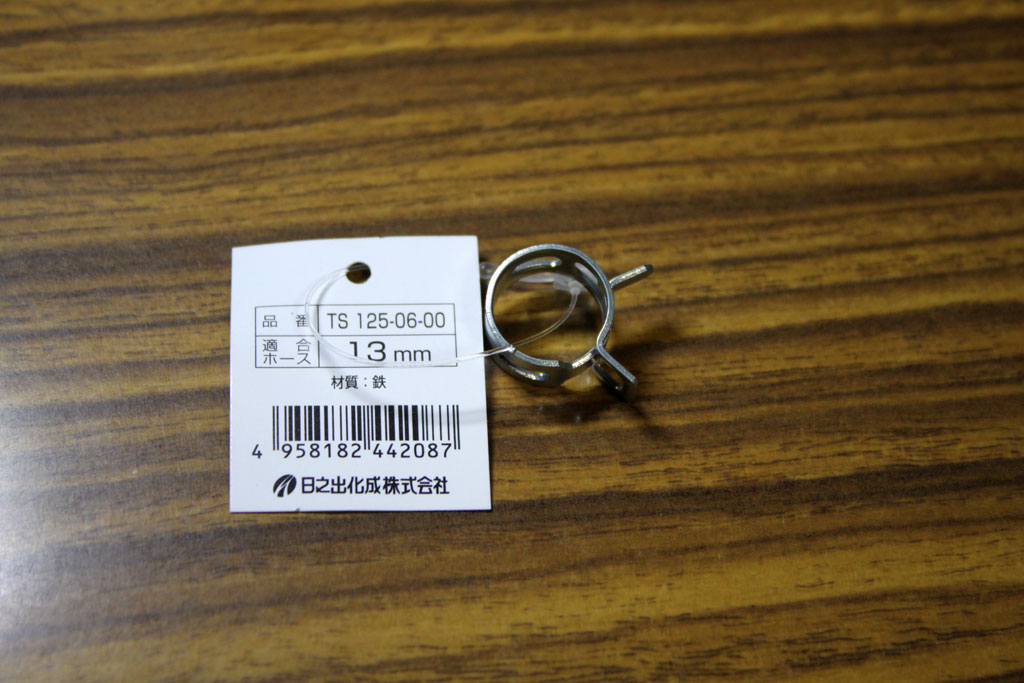 品番 TS 125-06-00
適合ホース 13 mm
材質：鉄
4 958182 442087
日之出化成株式会社